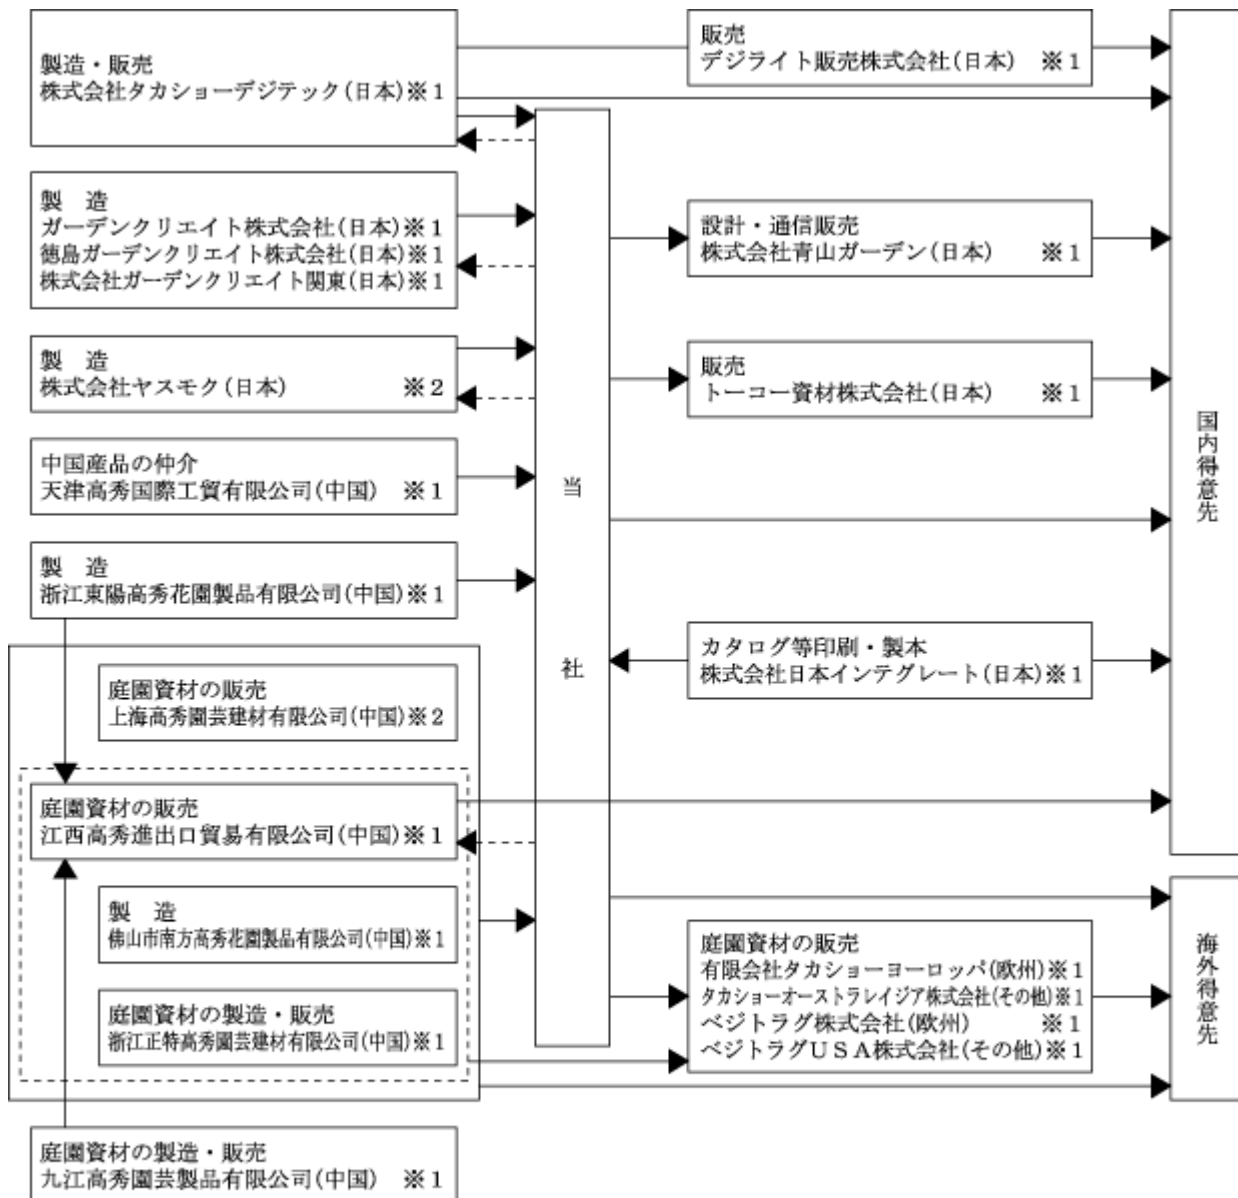 製造・販売
株式会社タカショーデジテック(日本)※1
製　造
ガーデンクリエイト株式会社(日本)※1
徳島ガーデンクリエイト株式会社(日本)※1
株式会社ガーデンクリエイト関東(日本)※1
製　造
株式会社ヤスモク(日本)　※2
中国産品の仲介
天津高秀国際工貿有限公司(中国)　※1
製　造
浙江東陽高秀花園製品有限公司(中国)※1
庭園資材の販売
上海高秀園芸建材有限公司(中国)※2
庭園資材の販売
江西高秀進出口貿易有限公司(中国)※1
製　造
佛山市南方高秀花園製品有限公司(中国)※1
庭園資材の製造・販売
浙江正特高秀園芸建材有限公司(中国)※1
庭園資材の製造・販売
九江高秀園芸製品有限公司(中国)　※1
当社
販売
デジライト販売株式会社(日本)　※1
設計・通信販売
株式会社青山ガーデン(日本)　※1
販売
トーコー資材株式会社(日本)　※1
カタログ等印刷・製本
株式会社日本インテグレート(日本)※1
庭園資材の販売
有限会社タカショーヨーロッパ(欧州)※1
タカショーオーストラレイジア株式会社(その他)※1
ベジトラグ株式会社(欧州)　※1
ベジトラグＵＳＡ株式会社(その他)※1
国内得意先
海外得意先